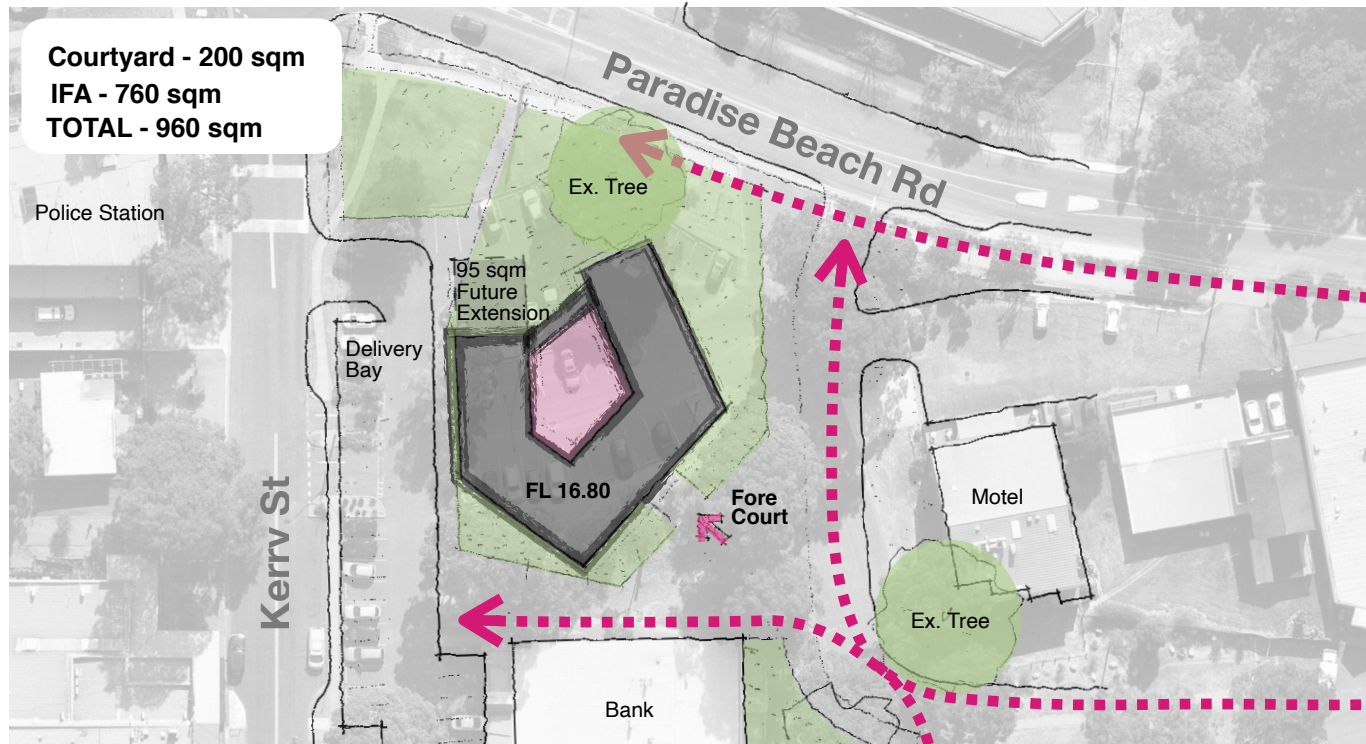 Courtyard - 200 sqm
IFA - 760 sqm
TOTAL - 960 sqm
Paradise Beach Rd
Ex. Tree
Police Station
95 sqm
Future
Extension
Delivery
Bay
FL 16.80
Fore
Court
Motel
Kerry St
Ex. Tree
Bank